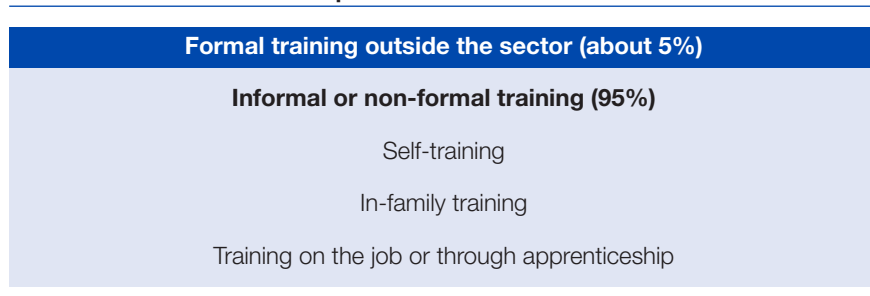 Formal training outside the sector (about 5%)
Informal or non-formal training (95%)
Self-training
In-family training
Training on the job or through apprenticeship